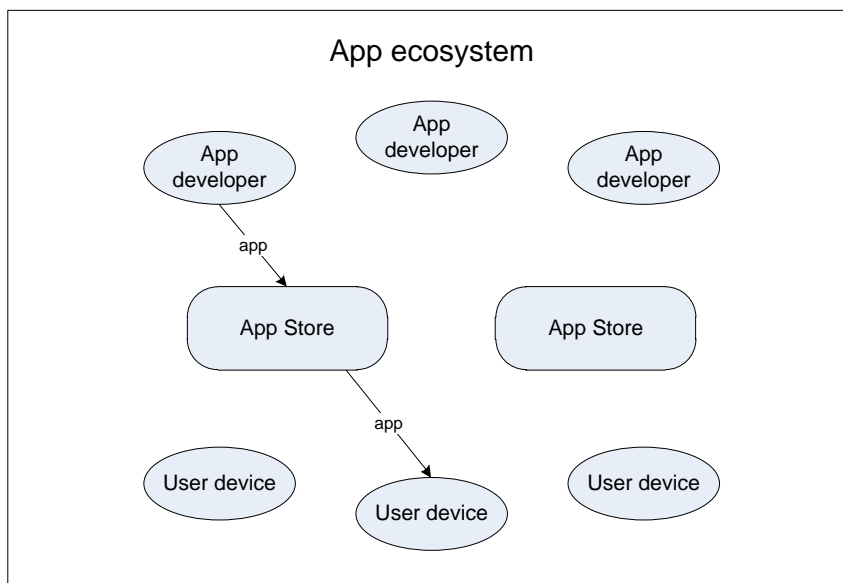 App ecosystem
App
developer
App
developer
App
developer
app
App Store
App Store
app
User device
User device
User device